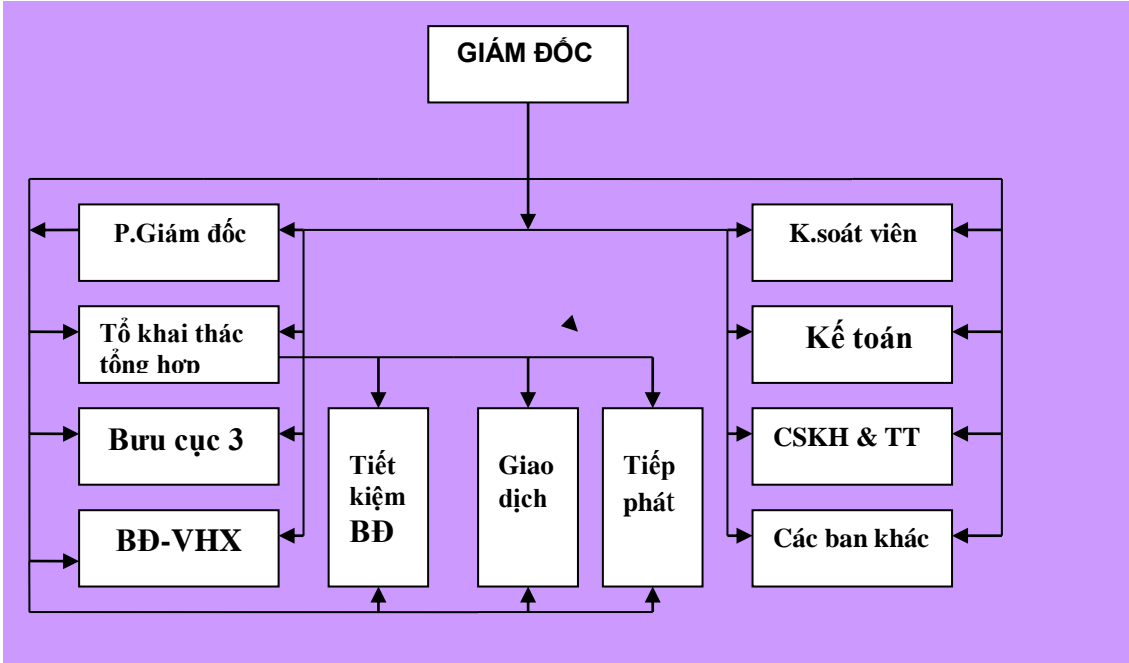 GIÁM ĐỐC
P.Giám đốc
K.soát viên
Tổ khai thác
tổng hợp
Kế toán
Bưu cục 3
CSKH & TT
Tiết
kiệm
BĐ
Giao
dịch
Tiếp
phát
BĐ-VHX
Các ban khác